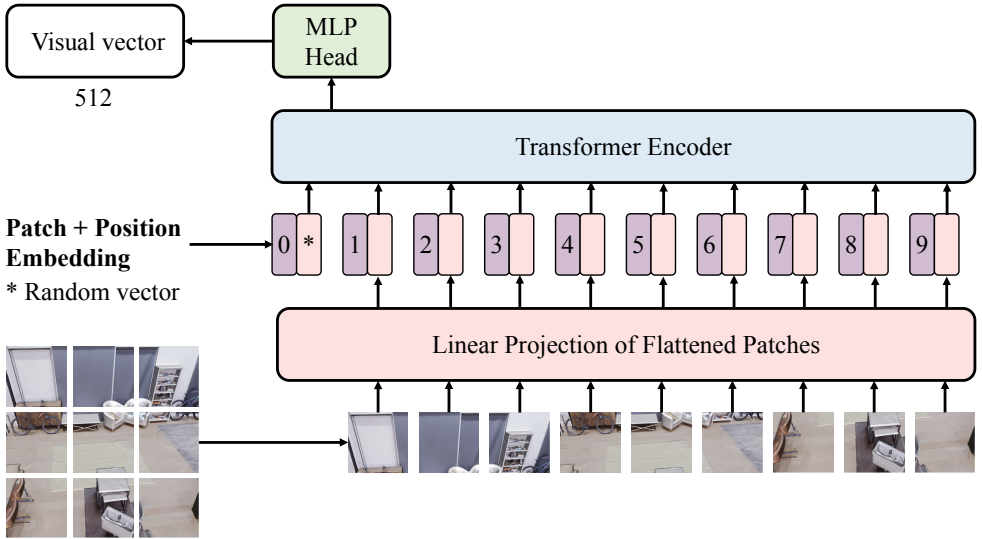 Visual vector
512
MLP
Head
Transformer Encoder
Patch + Position
Embedding
* Random vector
0 * 1 2 3 4 5 6 7 8 9
Linear Projection of Flattened Patches